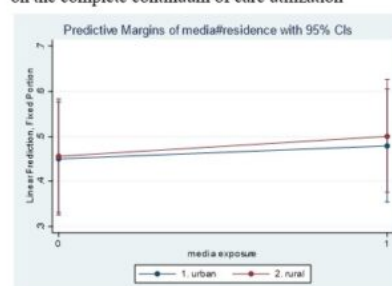 on the complete continuum of care utilization
Predictive Margins of media#residence with 95% CIs
Linear Prediction, Fixed Portion
.7
.6
.5
.4
.3
0
1
media exposure
1. urban
2. rural